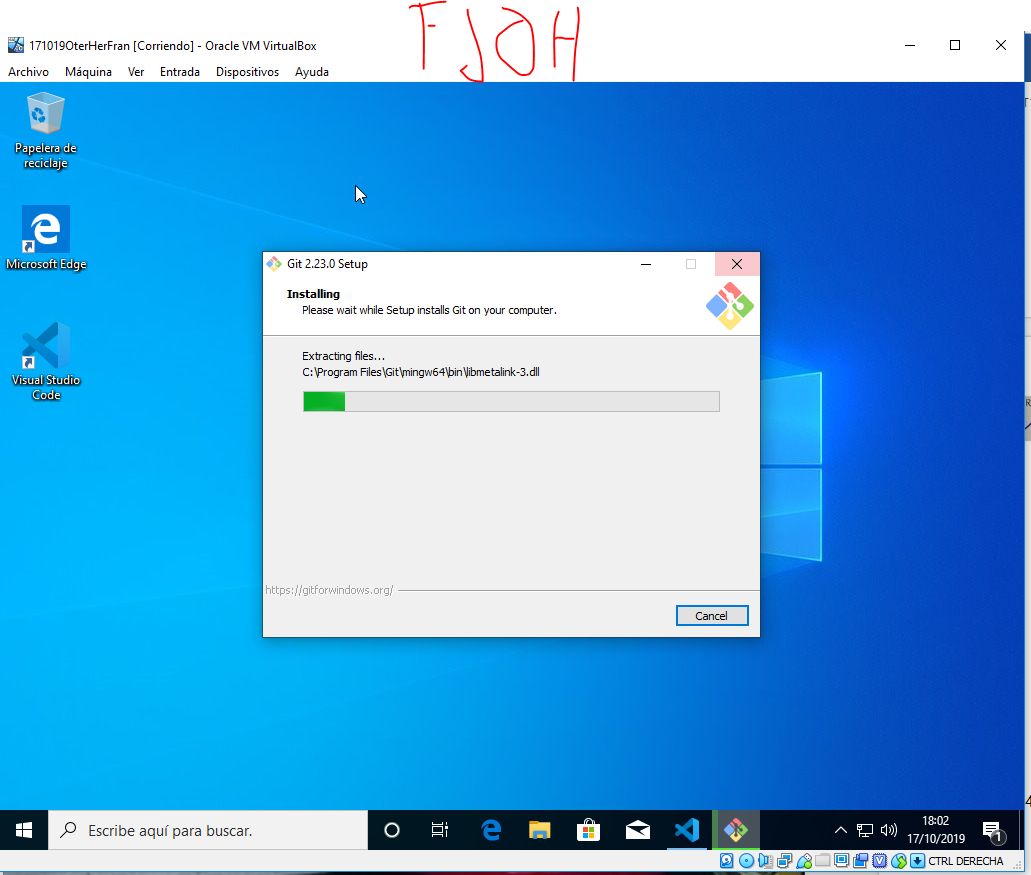 FJOH
171019OterHerFran [Corriendo] - Oracle VM VirtualBox
Archivo Máquina Ver Entrada Dispositivos Ayuda
Papelera de
reciclaje
Microsoft Edge
Visual Studio
Code
Git 2.23.0 Setup
Installing
Please wait while Setup installs Git on your computer.
Extracting files...
C:\Program Files\Git\mingw64\bin\libmetalink-3.dll
https://gitforwindows.org/
Cancel
Escribe aquí para buscar.
18:02
17/10/2019
1
CTRL DERECHA